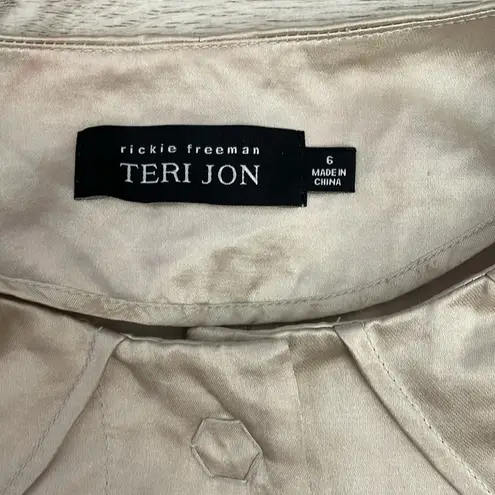 rickie freeman
TERI JON
6
MADE IN
CHINA